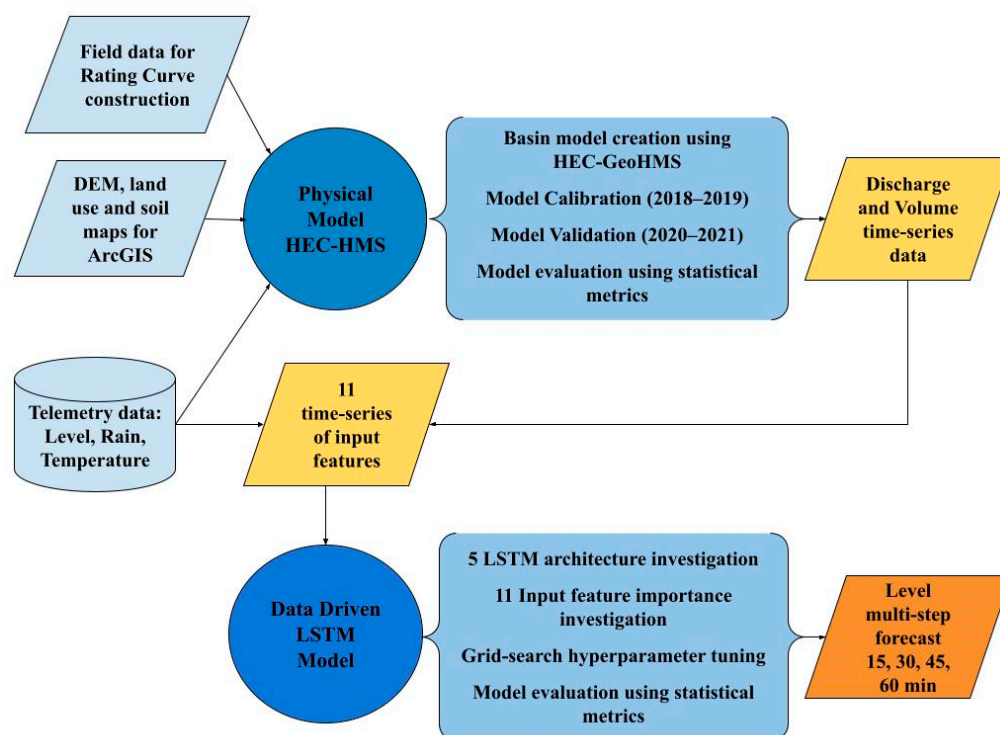 Field data for
Rating Curve
construction
DEM, land
use and soil
maps for
ArcGIS
Telemetry data:
Level, Rain,
Temperature
Physical
Model
HEC-HMS
Basin model creation using
HEC-GeoHMS
Model Calibration (2018–2019)
Model Validation (2020–2021)
Model evaluation using statistical
metrics
Discharge
and Volume
time-series
data
11
time-series
of input
features
Data Driven
LSTM
Model
5 LSTM architecture investigation
11 Input feature importance
investigation
Grid-search hyperparameter tuning
Model evaluation using statistical
metrics
Level
multi-step
forecast
15, 30, 45,
60 min